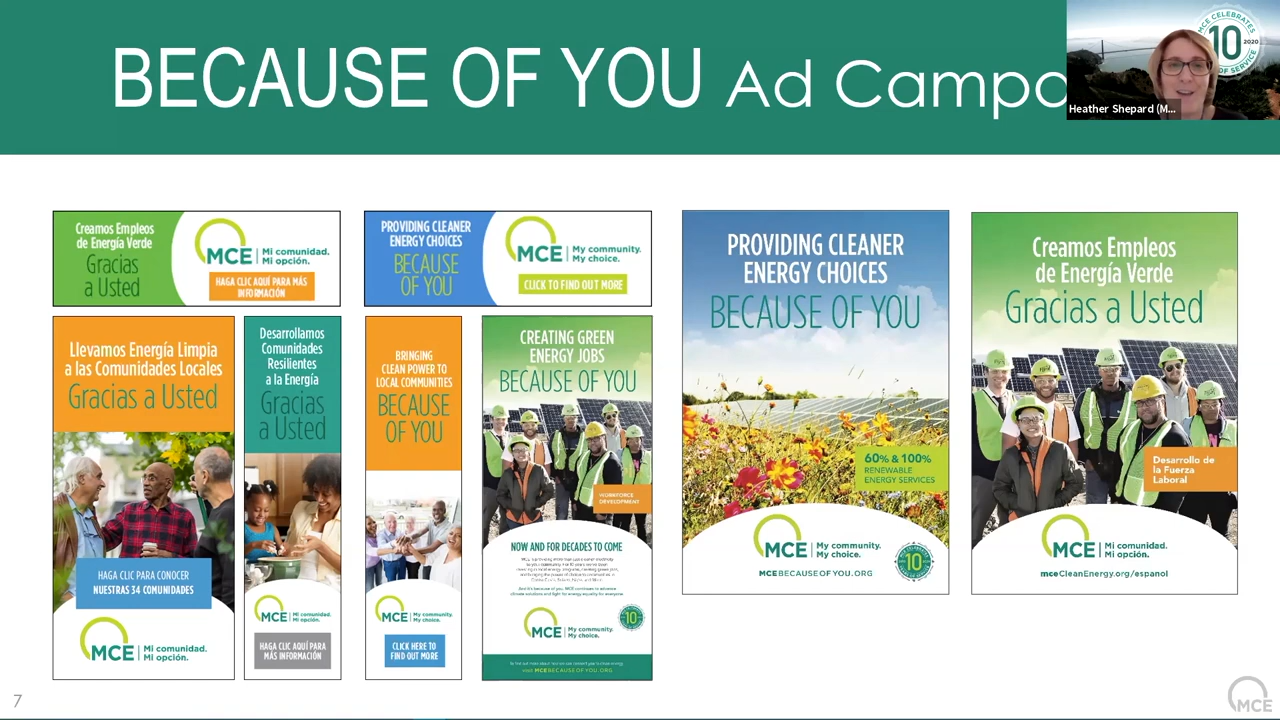 BECAUSE OF YOU Ad Campa
MCE CELEBRATES
10
2020
OF SERVICE
Heather Shepard (M...
Creamos Empleos
de Energía Verde
Gracias
a Usted
MCE
Mi comunidad.
Mi opción.
HAGA CLIC AQUÍ PARA MÁS
INFORMACIÓN
PROVIDING CLEANER
ENERGY CHOICES
BECAUSE
OF YOU
MCE
My community.
My choice.
CLICK TO FIND OUT MORE
Llevamos Energía Limpia
a las Comunidades Locales
Gracias a Usted
HAGA CLIC PARA CONOCER
NUESTRAS 34 COMUNIDADES
MCE
Mi comunidad.
Mi opción.
Desarrollamos
Comunidades
Resilientes
a la Energía
Gracias
a Usted
MCE
Mi comunidad.
Mi opción.
HAGA CLIC AQUÍ PARA
MÁS INFORMACIÓN
BRINGING
CLEAN POWER TO
LOCAL COMMUNITIES
BECAUSE
OF YOU
MCE
My community.
My choice.
CLICK HERE TO
FIND OUT MORE
CREATING GREEN
ENERGY JOBS
BECAUSE OF YOU
WORKFORCE
DEVELOPMENT
NOW AND FOR DECADES TO COME
MCE
My community.
My choice.
10
visit MCEBECAUSEOFYOU.ORG
PROVIDING CLEANER
ENERGY CHOICES
BECAUSE OF YOU
60% & 100%
RENEWABLE
ENERGY SERVICES
MCE
My community.
My choice.
MCEBECAUSEOFYOU.ORG
10
Creamos Empleos
de Energía Verde
Gracias a Usted
Desarrollo de
la Fuerza
Laboral
MCE
Mi comunidad.
Mi opción.
mceCleanEnergy.org/espanol
7
MCE